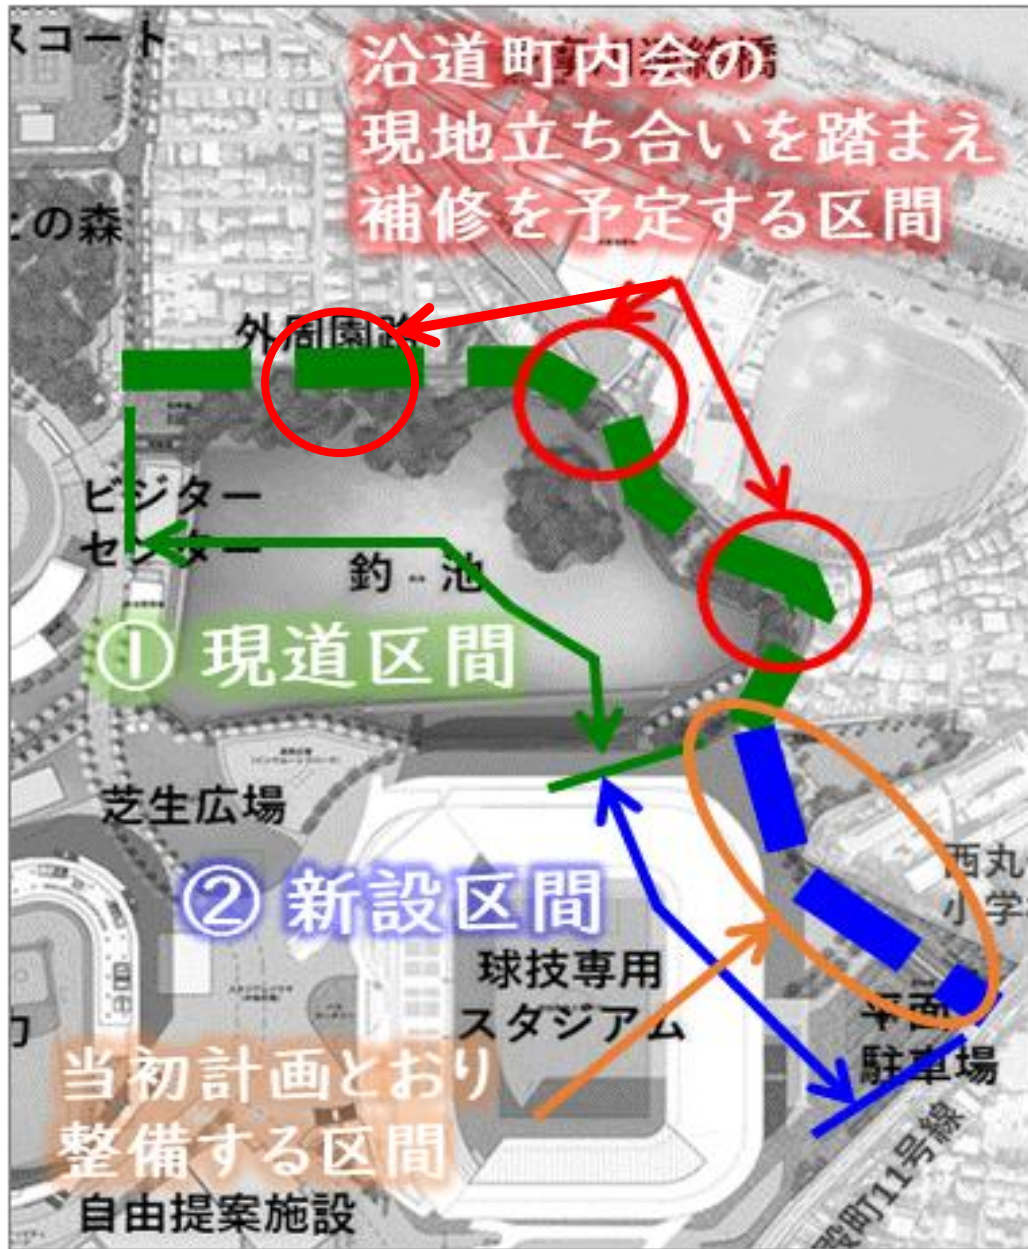 スコート
沿道町内会の
現地立ち合いを踏まえ
補修を予定する区間
との森
外周園路
ビジター
センター
釣り池
① 現道区間
芝生広場
② 新設区間
西丸
小学
球技専用
スタジアム
平面
駐車場
当初計画とおり
整備する区間
自由提案施設
殿町11号線